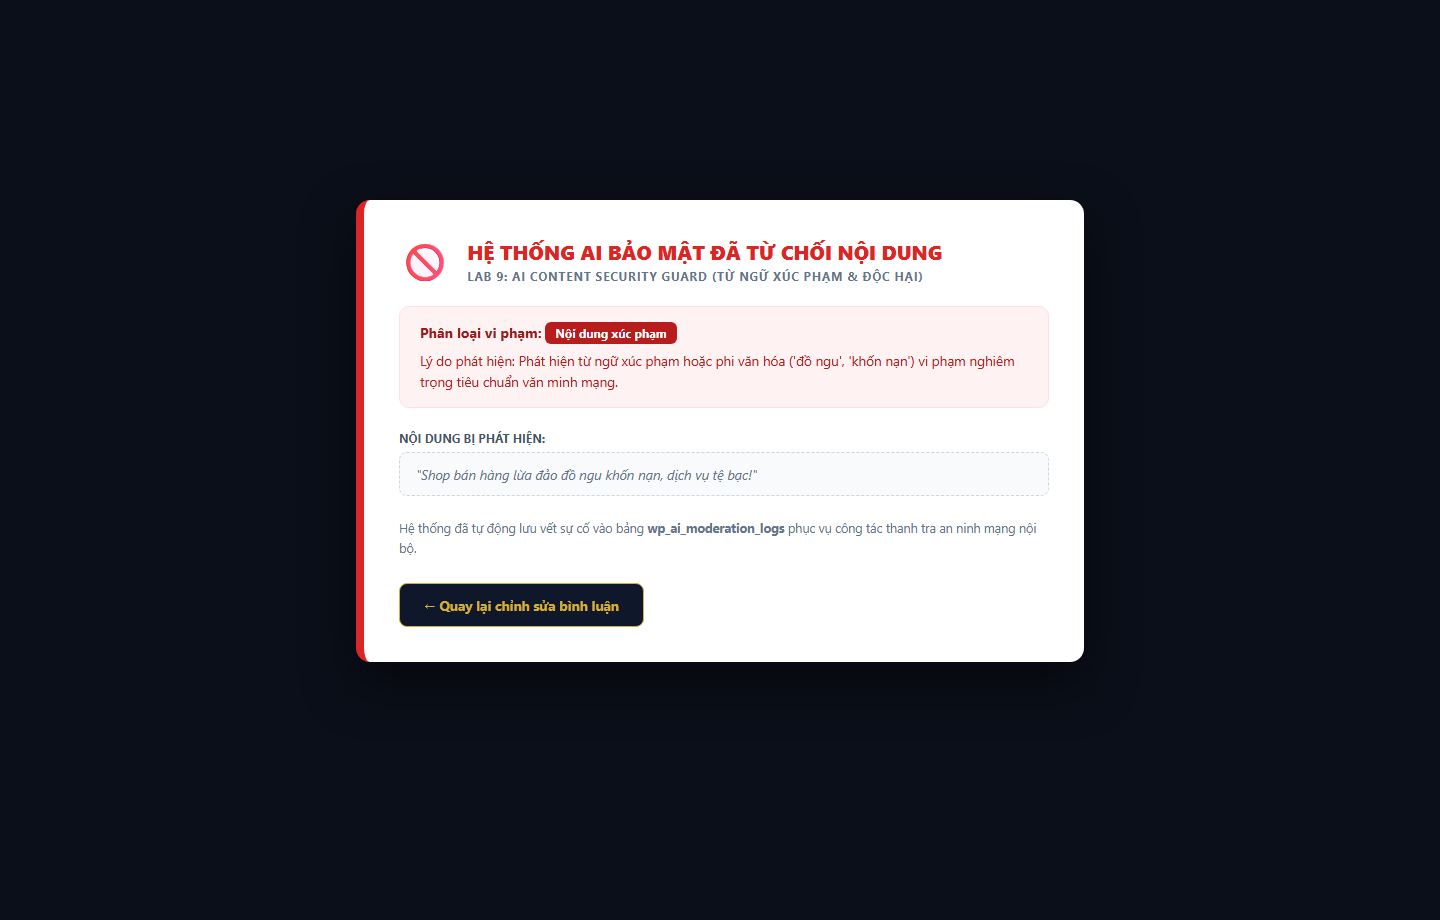 HỆ THỐNG AI BẢO MẬT ĐÃ TỪ CHỐI NỘI DUNG
LAB 9: AI CONTENT SECURITY GUARD (TỪ NGỮ XÚC PHẠM & ĐỘC HẠI)
Phân loại vi phạm: Nội dung xúc phạm
Lý do phát hiện: Phát hiện từ ngữ xúc phạm hoặc phi văn hóa ('đồ ngu', 'khốn nạn') vi phạm nghiêm
trọng tiêu chuẩn văn minh mạng.
NỘI DUNG BỊ PHÁT HIỆN:
"Shop bán hàng lừa đảo đồ ngu khốn nạn, dịch vụ tệ bạc!"
Hệ thống đã tự động lưu vết sự cố vào bảng wp_ai_moderation_logs phục vụ công tác thanh tra an ninh mạng nội
bộ.
← Quay lại chỉnh sửa bình luận